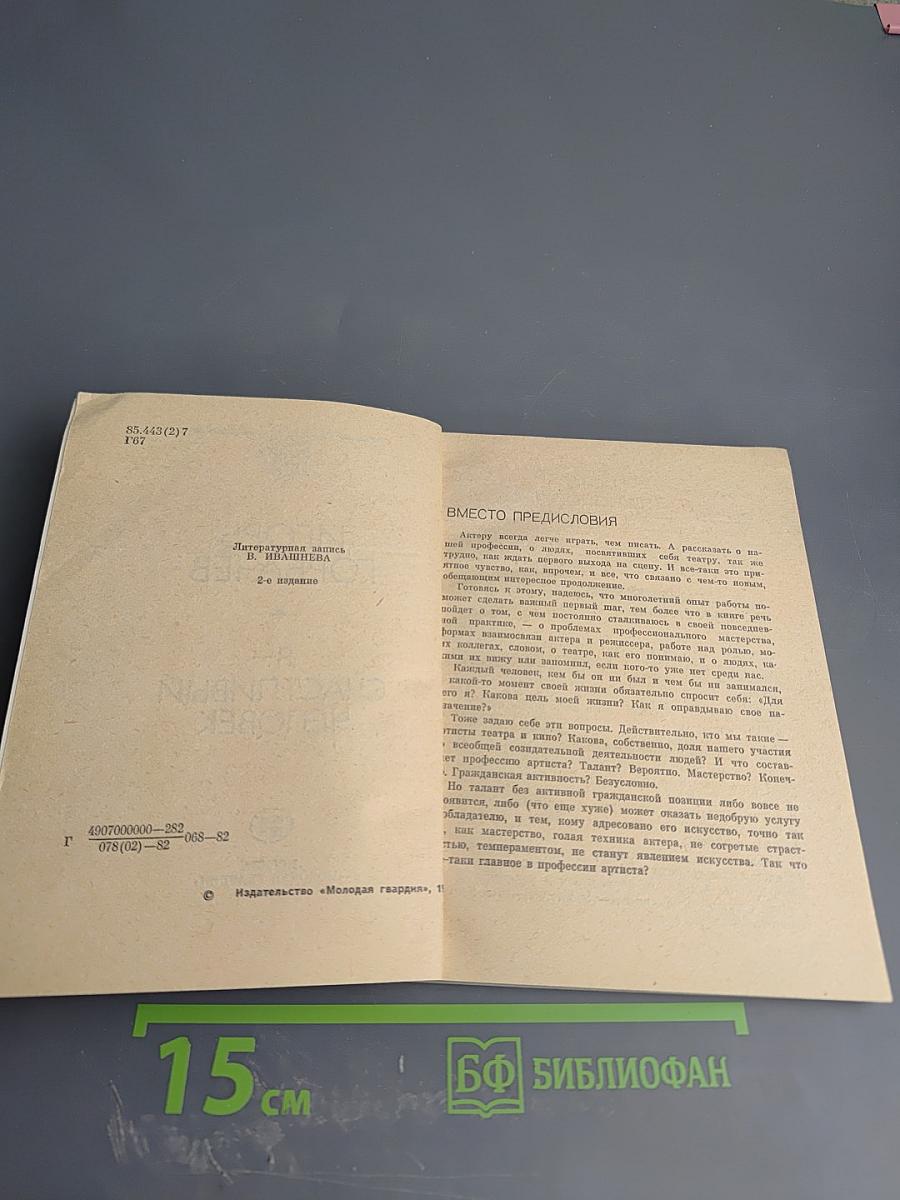 85.443(2)7
Г67
Литературная запись
В. ИВАШНЕВА
2-е издание
Г 4907000000—282
078(02)—82 068—82
© Издательство «Молодая гвардия», 19
ВМЕСТО ПРЕДИСЛОВИЯ
Актеру всегда легче играть, чем писать. А рассказать о на-
шей профессии, о людях, посвятивших себя театру, так же
трудно, как ждать первого выхода на сцену. И все-таки это при-
ятное чувство, как, впрочем, и все, что связано с чем-то новым,
обещающим интересное продолжение.
Готовясь к этому, надеюсь, что многолетний опыт работы по-
может сделать важный первый шаг, тем более что в книге речь
пойдет о том, с чем постоянно сталкиваюсь в своей повседнев-
ной практике, — о проблемах профессионального мастерства,
формах взаимосвязи актера и режиссера, работе над ролью, мо-
их коллегах, словом, о театре, как его понимаю, и о людях, ка-
кими их вижу или запомнил, если кого-то уже нет среди нас.
Каждый человек, кем бы он ни был и чем бы ни занимался,
какой-то момент своей жизни обязательно спросит себя: «Для
его я? Какова цель моей жизни? Как я оправдываю свое на-
значение?»
Тоже задаю себе эти вопросы. Действительно, кто мы такие —
ртисты театра и кино? Какова, собственно, доля нашего участия
всеобщей созидательной деятельности людей? И что состав-
ет профессию артиста? Талант? Вероятно. Мастерство? Конеч-
о. Гражданская активность? Безусловно.
Но талант без активной гражданской позиции либо вовсе не
оявится, либо (что еще хуже) может оказать недобрую услугу
обладателю, и тем, кому адресовано его искусство, точно так
, как мастерство, голая техника актера, не согретые страст-
тью, темпераментом, не станут явлением искусства. Так что
-таки главное в профессии артиста?
15 см
БФ БИБЛИОФАН